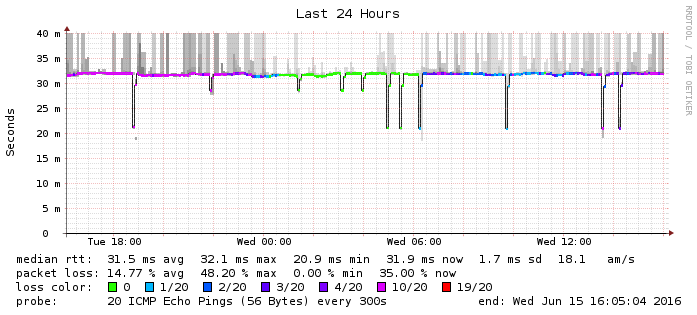 Last 24 Hours
RRDTOOL / TOBI OETIKER
Seconds
40 m
35 m
30 m
25 m
20 m
15 m
10 m
5 m
0
Tue 18:00 Wed 00:00 Wed 06:00 Wed 12:00
median rtt: 31.5 ms avg 32.1 ms max 20.9 ms min 31.9 ms now 1.7 ms sd 18.1 am/s
packet loss: 14.77 % avg 48.20 % max 0.00 % min 35.00 % now
loss color: 0 1/20 2/20 3/20 4/20 10/20 19/20
probe: 20 ICMP Echo Pings (56 Bytes) every 300s end: Wed Jun 15 16:05:04 2016